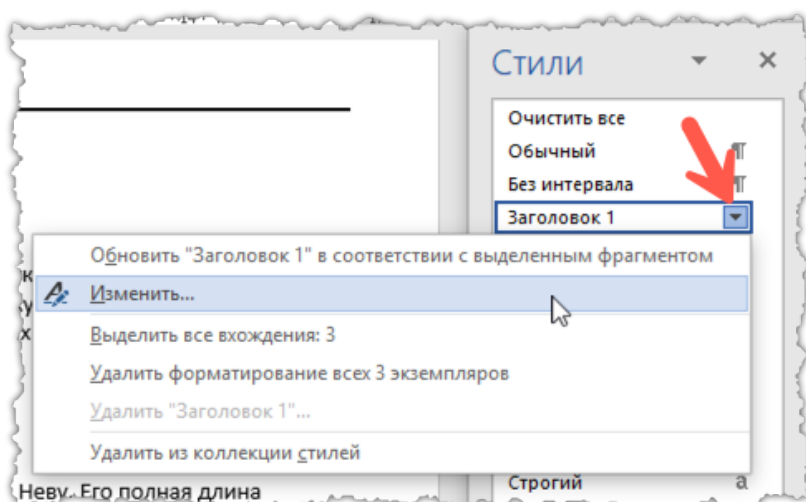 Стили
Очистить все
Обычный
Без интервала
Заголовок 1
Обновить "Заголовок 1" в соответствии с выделенным фрагментом
Изменить...
Выделить все вхождения: 3
Удалить форматирование всех 3 экземпляров
Удалить "Заголовок 1"...
Удалить из коллекции стилей
Строгий a
Неву. Его полная длина